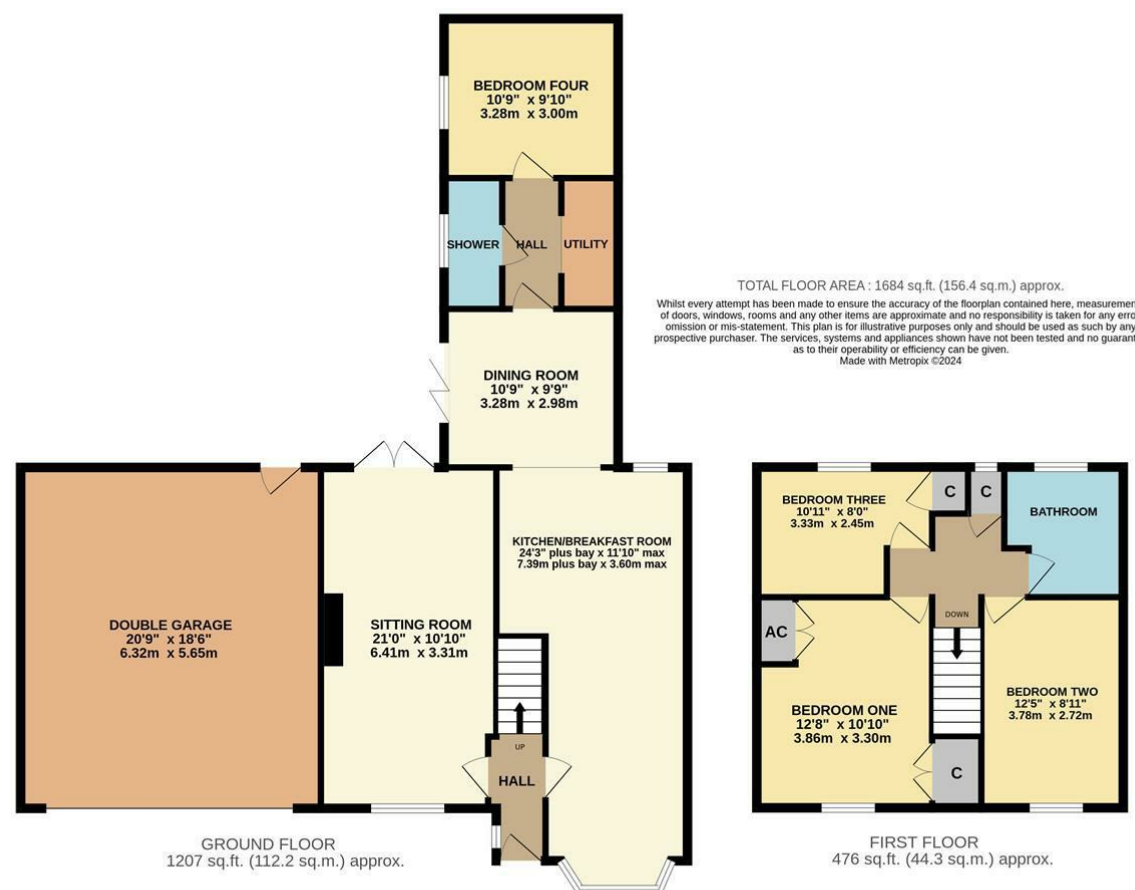 BEDROOM FOUR
10'9" x 9'10"
3.28m x 3.00m
SHOWER
HALL
UTILITY
TOTAL FLOOR AREA : 1684 sq.ft. (156.4 sq.m.) approx.
Whilst every attempt has been made to ensure the accuracy of the floorplan contained here,
of doors, windows, rooms and any other items are approximate and no responsibility is taken for any
omission or mis-statement. This plan is for illustrative purposes only and should be used as such by any
prospective purchaser. The services, systems and appliances shown have not been tested and no
as to their operability or efficiency can be given.
Made with Metropix ©2024
DINING ROOM
10'9" x 9'9"
3.28m x 2.98m
KITCHEN/BREAKFAST ROOM
24'3" plus bay x 11'10" max
7.39m plus bay x 3.60m max
DOUBLE GARAGE
20'9" x 18'6"
6.32m x 5.65m
SITTING ROOM
21'0" x 10'10"
6.41m x 3.31m
UP
HALL
GROUND FLOOR
1207 sq.ft. (112.2 sq.m.) approx.
BEDROOM THREE
10'11" x 8'0"
3.33m x 2.45m
C
C
BATHROOM
DOWN
AC
BEDROOM ONE
12'8" x 10'10"
3.86m x 3.30m
BEDROOM TWO
12'5" x 8'11"
3.78m x 2.72m
C
FIRST FLOOR
476 sq.ft. (44.3 sq.m.) approx.